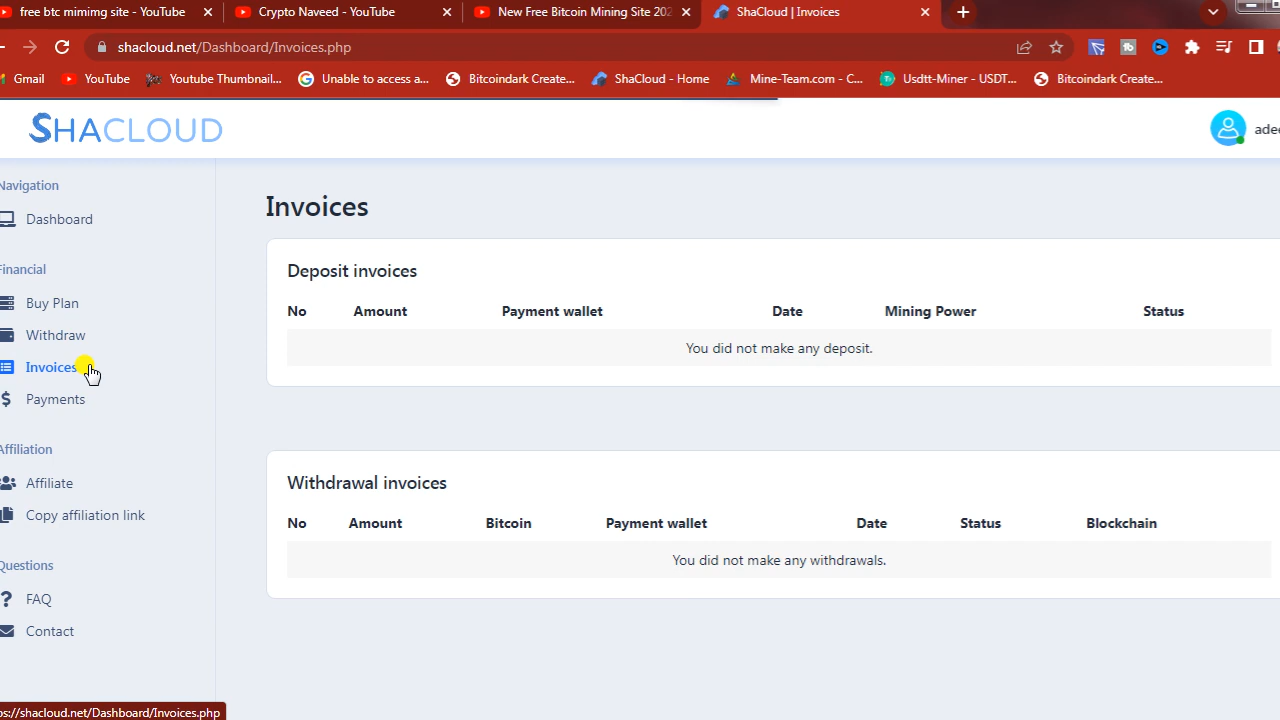 free btc mimimg site - YouTube
Crypto Naveed - YouTube
New Free Bitcoin Mining Site 202
ShaCloud | Invoices
shacloud.net/Dashboard/Invoices.php
Gmail
YouTube
Youtube Thumbnail...
Unable to access a...
Bitcoindark Create...
ShaCloud - Home
Mine-Team.com - C...
Usdtt-Miner - USDT...
Bitcoindark Create...
SHACLOUD
adee
Navigation
Dashboard
Financial
Buy Plan
Withdraw
Invoices
Payments
Affiliation
Affiliate
Copy affiliation link
Questions
FAQ
Contact
Invoices
Deposit invoices
No Amount Payment wallet Date Mining Power Status
You did not make any deposit.
Withdrawal invoices
No Amount Bitcoin Payment wallet Date Status Blockchain
You did not make any withdrawals.
ps://shacloud.net/Dashboard/Invoices.php